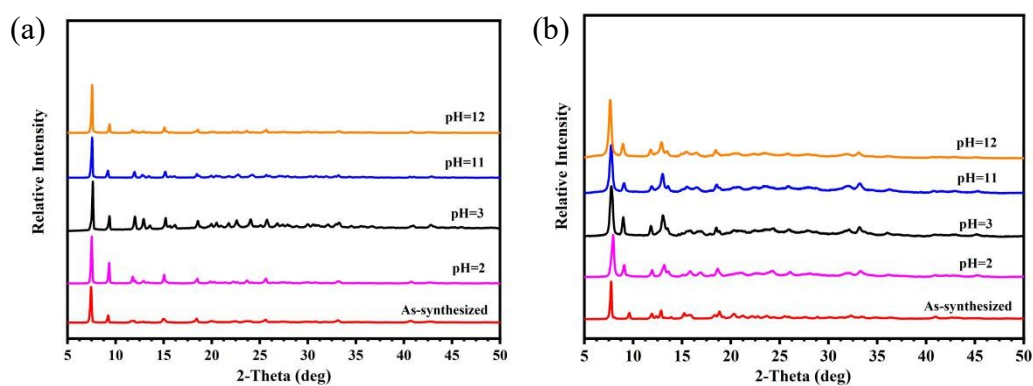 (a)
Relative Intensity
pH=12
pH=11
pH=3
pH=2
As-synthesized
5 10 15 20 25 30 35 40 45 50
2-Theta (deg)
(b)
Relative Intensity
pH=12
pH=11
pH=3
pH=2
As-synthesized
5 10 15 20 25 30 35 40 45 50
2-Theta (deg)